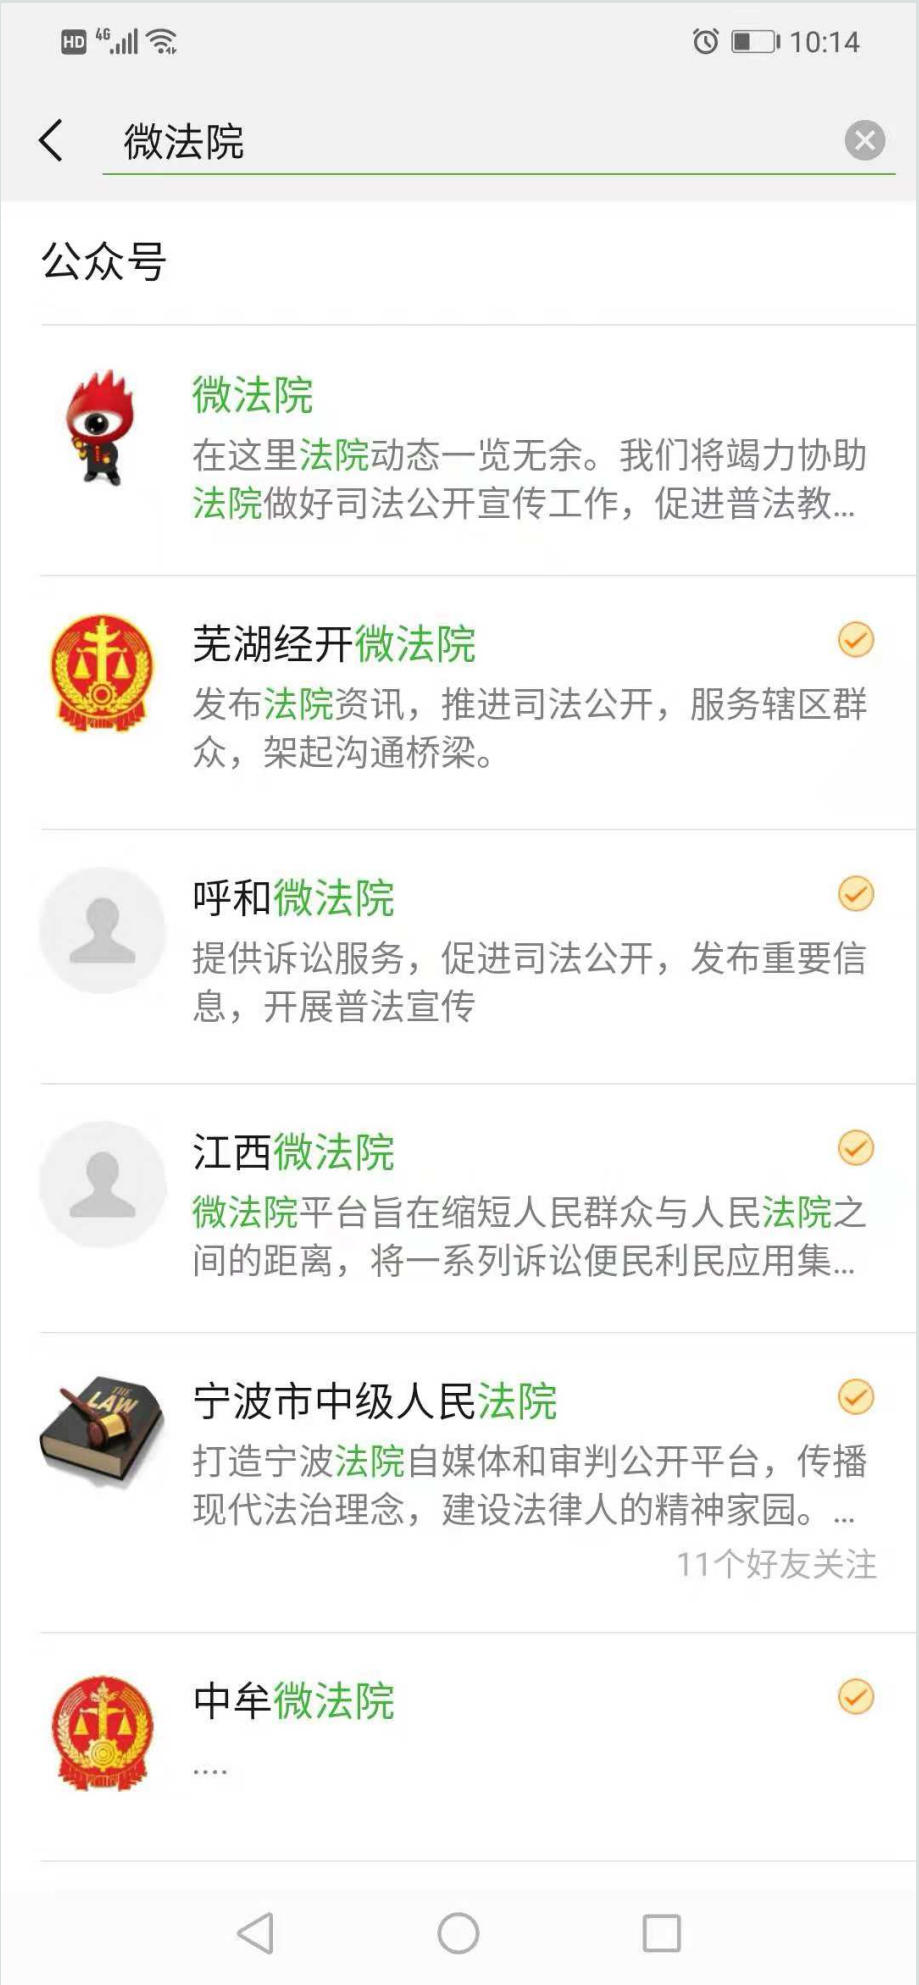 HD 4G 10:14
微法院
公众号
微法院
在这里法院动态一览无余。我们将竭力协助
法院做好司法公开宣传工作，促进普法教...
芜湖经开微法院
发布法院资讯，推进司法公开，服务辖区群
众，架起沟通桥梁。
呼和微法院
提供诉讼服务，促进司法公开，发布重要信
息，开展普法宣传
江西微法院
微法院平台旨在缩短人民群众与人民法院之
间的距离，将一系列诉讼便民利民应用集...
THE
LAW
宁波市中级人民法院
打造宁波法院自媒体和审判公开平台，传播
现代法治理念，建设法律人的精神家园。...
11个好友关注
中牟微法院
....